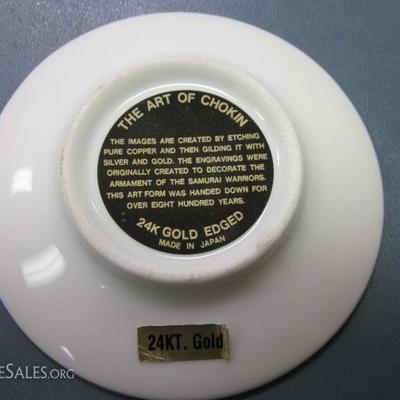 THE ART OF CHOKIN
THE IMAGES ARE CREATED BY ETCHING
PURE COPPER AND THEN GILDING IT WITH
SILVER AND GOLD. THE ENGRAVINGS WERE
ORIGINALLY CREATED TO DECORATE THE
ARMAMENT OF THE SAMURAI WARRIORS.
THIS ART FORM WAS HANDED DOWN FOR
OVER EIGHT HUNDRED YEARS.
24K GOLD EDGED
MADE IN JAPAN
24KT. Gold
ESALES.ORG